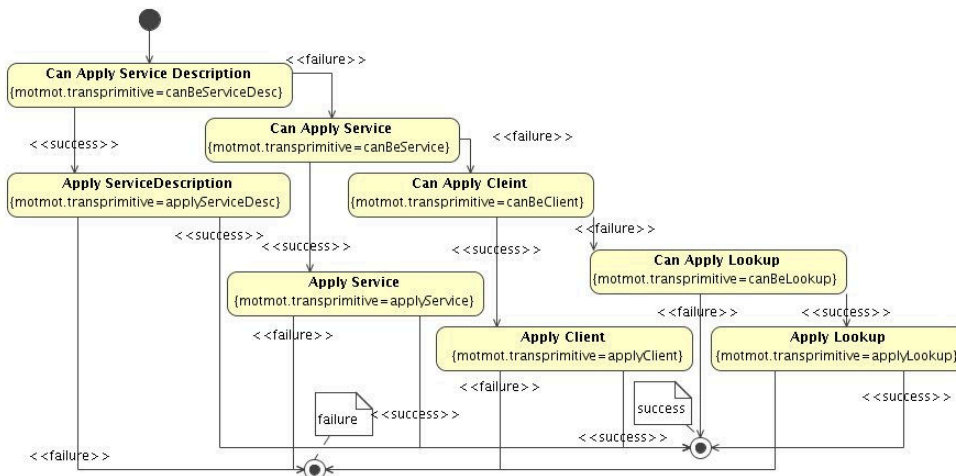 <<failure>>
Can Apply Service Description
{motmot.transprimitive=canBeServiceDesc}
Can Apply Service
{motmot.transprimitive=canBeService}
<<failure>>
<<success>>
Apply ServiceDescription
{motmot.transprimitive=applyServiceDesc}
Can Apply Cleint
{motmot.transprimitive=canBeClient}
<<success>>
<<success>>
<<success>>
<<failure>>
Can Apply Lookup
{motmot.transprimitive=canBeLookup}
Apply Service
{motmot.transprimitive=applyService}
<<failure>>
<<success>>
<<failure>>
Apply Client
{motmot.transprimitive=applyClient}
Apply Lookup
{motmot.transprimitive=applyLookup}
<<failure>>
<<success>>
failure
<<success>>
success
<<success>>
<<failure>>